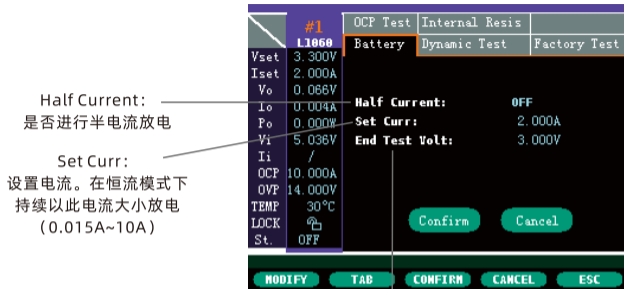 Half Current：
是否进行半电流放电
Set Curr：
设置电流。在恒流模式下
持续以此电流大小放电
（0.015A~10A）
#1
L1060
OCP Test Internal Resis
Battery Dynamic Test Factory Test
Vset 3.300V
Iset 2.000A
Vo 0.066V
Io 0.004A
Po 0.000W
Vi 5.036V
Ii /
OCP 10.000A
OVP 14.000V
TEMP 30°C
LOCK
St. OFF
Half Current: OFF
Set Curr: 2.000A
End Test Volt: 3.000V
Confirm Cancel
MODIFY TAB CONFIRM CANCEL ESC